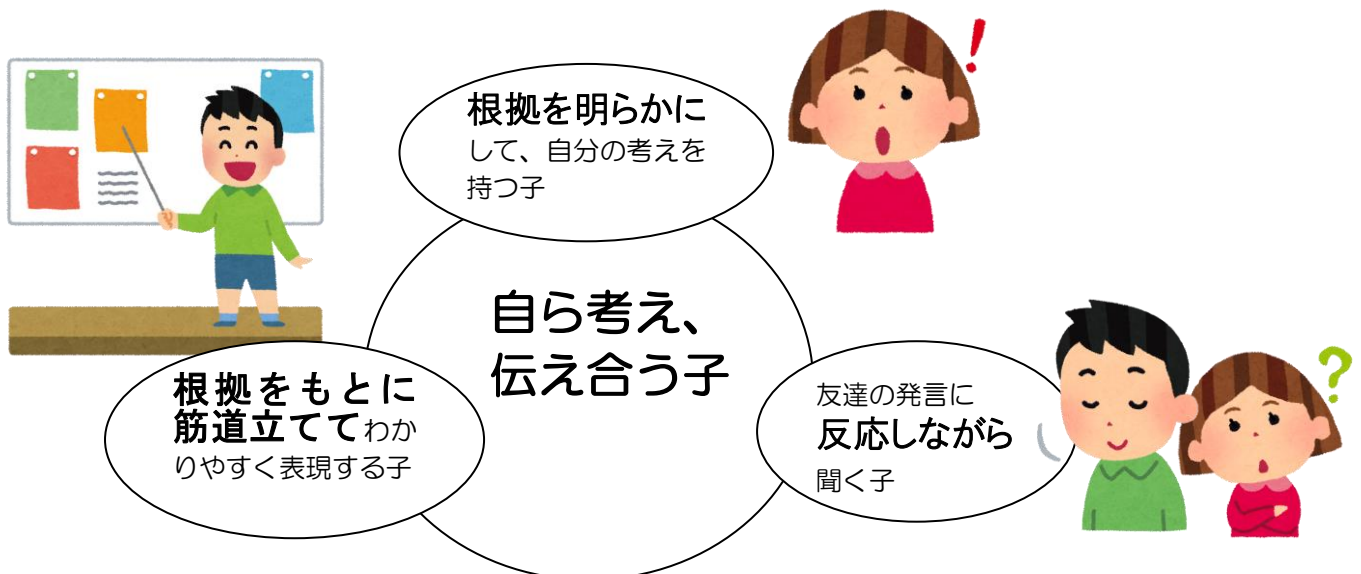 根拠を明らかに
して、自分の考えを
持つ子
自ら考え、
伝え合う子
根拠をもとに
筋道立ててわか
りやすく表現する子
友達の発言に
反応しながら
聞く子
!
?